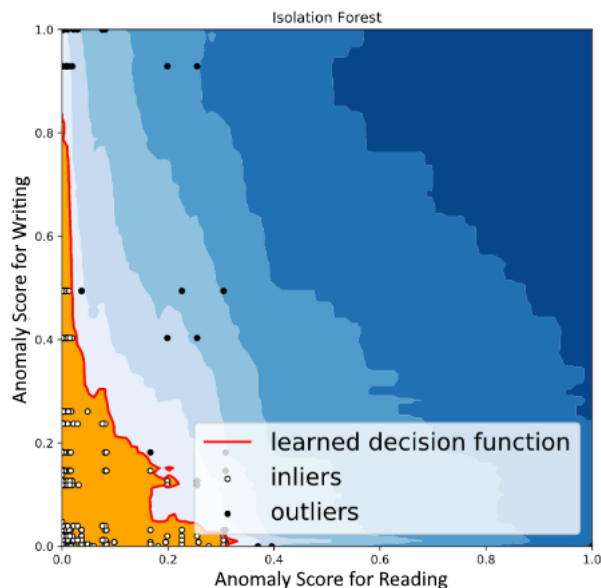 Isolation Forest
1.0
0.8
0.6
0.4
0.2
0.0
Anomaly Score for Writing
learned decision function
inliers
outliers
0.0
0.2
0.4
0.6
0.8
1.0
Anomaly Score for Reading